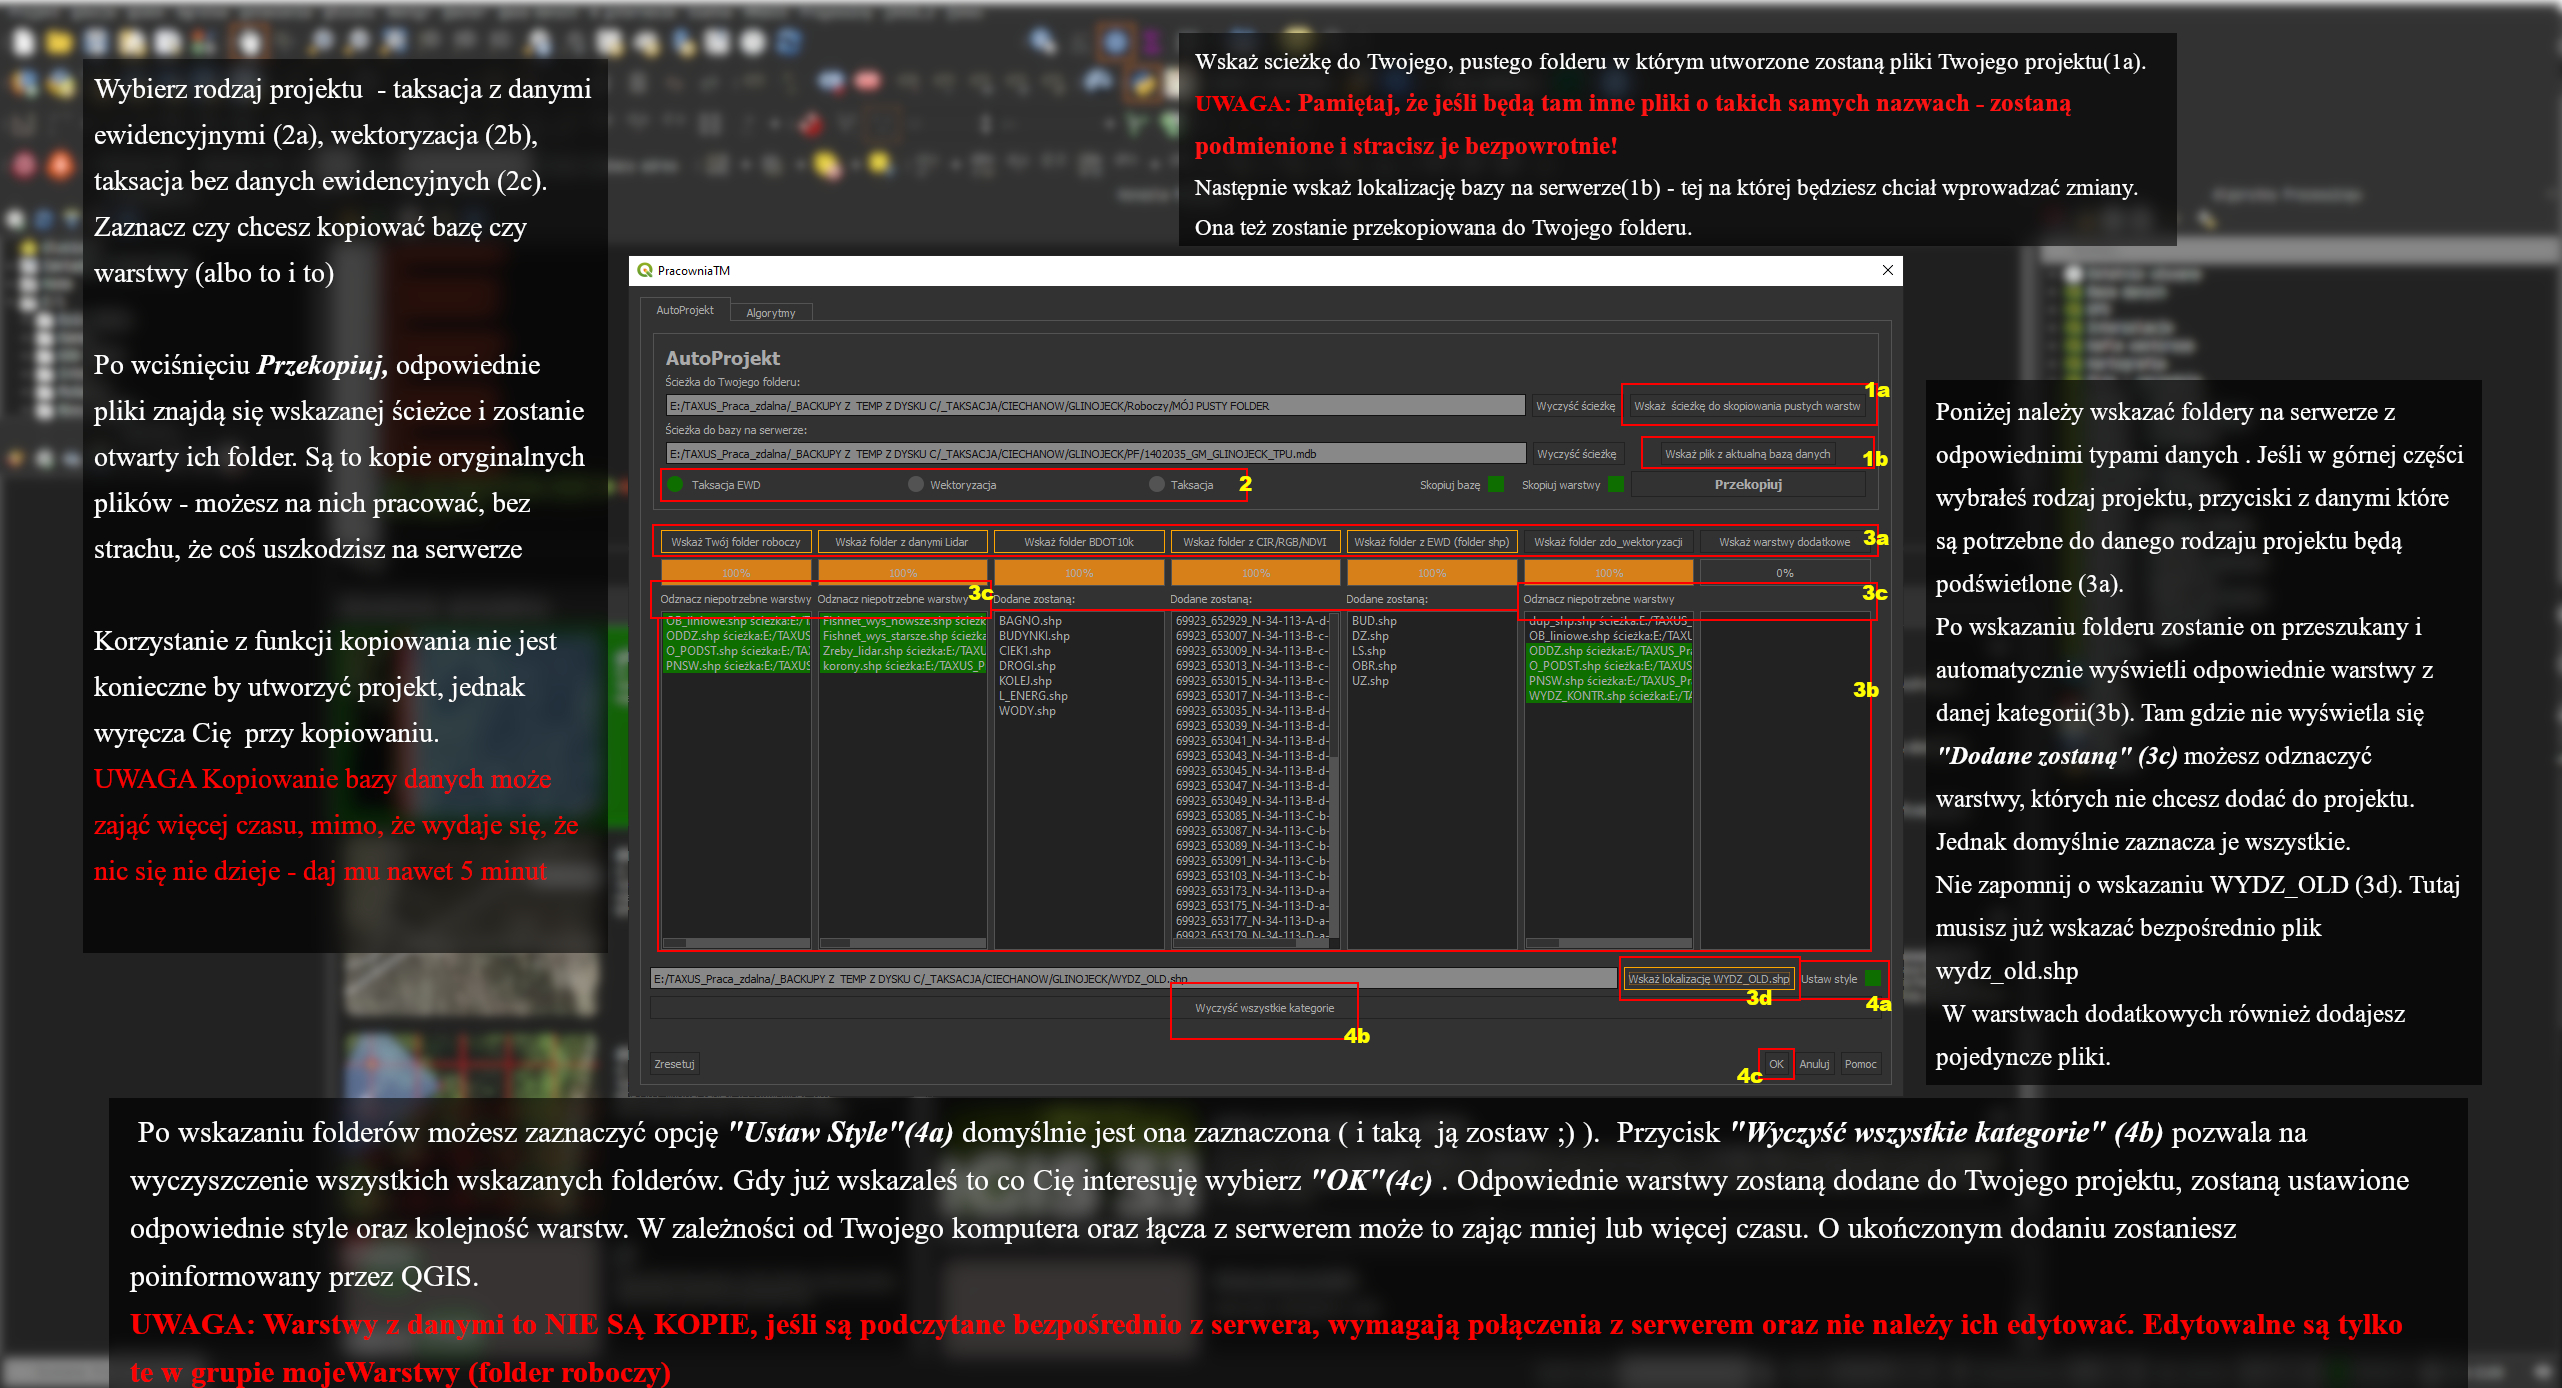 Wybierz rodzaj projektu  - taksacja z danymi
ewidencyjnymi (2a), wektoryzacja (2b),
taksacja bez danych ewidencyjnych (2c).
Zaznacz czy chcesz kopiować bazę czy
warstwy (albo to i to)
Po wciśnięciu Przekopiuj, odpowiednie
pliki znajdą się wskazanej ścieżce i zostanie
otwarty ich folder. Są to kopie oryginalnych
plików - możesz na nich pracować, bez
strachu, że coś uszkodzisz na serwerze
Korzystanie z funkcji kopiowania nie jest
konieczne by utworzyć projekt, jednak
wyręcza Cię  przy kopiowaniu.
UWAGA Kopiowanie bazy danych może
zająć więcej czasu, mimo, że wydaje się, że
nic się nie dzieje - daj mu nawet 5 minut
Wskaż scieżkę do Twojego, pustego folderu w którym utworzone zostaną pliki Twojego projektu(1a).
UWAGA: Pamiętaj, że jeśli będą tam inne pliki o takich samych nazwach - zostaną
podmienione i stracisz je bezpowrotnie!
Następnie wskaż lokalizację bazy na serwerze(1b) - tej na której będziesz chciał wprowadzać zmiany.
Ona też zostanie przekopiowana do Twojego folderu.
PracowniaTM
AutoProjekt Algorytmy
AutoProjekt
Ścieżka do Twojego folderu:
1a
E:/TAXUS_Praca_zdalna/_BACKUPY Z  TEMP Z DYSKU C/_TAKSACJA/CIECHANOW/GLINOJECK/Roboczy/MÓJ PUSTY FOLDER Wyczyść ścieżkę Wskaż  ścieżkę do skopiowania pustych warstw
Ścieżka do bazy na serwerze:
E:/TAXUS_Praca_zdalna/_BACKUPY Z  TEMP Z DYSKU C/_TAKSACJA/CIECHANOW/GLINOJECK/PF/1402035_GM_GLINOJECK_TPU.mdb Wyczyść ścieżkę Wskaż plik z aktualną bazą danych 1b
Taksacja EWD Wektoryzacja Taksacja 2 Skopiuj bazę Skopiuj warstwy Przekopiuj
Wskaż Twój folder roboczy Wskaż folder z danymi Lidar Wskaż folder BDOT10k Wskaż folder z CIR/RGB/NDVI Wskaż folder z EWD (folder shp) Wskaż folder zdo_wektoryzacji Wskaż warstwy dodatkowe 3a
100% 100% 100% 100% 100% 100% 0%
Odznacz niepotrzebne warstwy Odznacz niepotrzebne warstwy 3c Dodane zostaną: Dodane zostaną: Dodane zostaną: Odznacz niepotrzebne warstwy 3c
OB_liniowe.shp ścieżka:E:/TAXUS
ODDZ.shp ścieżka:E:/TAXUS
O_PODST.shp ścieżka:E:/TAXUS
PNSW.shp ścieżka:E:/TAXUS
Fishnet_wys_nowsze.shp ścieżk
Fishnet_wys_starsze.shp ścieżka
Zreby_lidar.shp ścieżka:E:/TAXU
korony.shp ścieżka:E:/TAXUS_P
BAGNO.shp
BUDYNKI.shp
CIEK1.shp
DROGI.shp
KOLEJ.shp
L_ENERG.shp
WODY.shp
69923_652929_N-34-113-A-d-
69923_653007_N-34-113-B-c-
69923_653009_N-34-113-B-c-
69923_653013_N-34-113-B-c-
69923_653015_N-34-113-B-c-
69923_653017_N-34-113-B-c-
69923_653035_N-34-113-B-d-
69923_653039_N-34-113-B-d-
69923_653041_N-34-113-B-d-
69923_653043_N-34-113-B-d-
69923_653045_N-34-113-B-d-
69923_653047_N-34-113-B-d-
69923_653049_N-34-113-B-d-
69923_653085_N-34-113-C-b-
69923_653087_N-34-113-C-b-
69923_653089_N-34-113-C-b-
69923_653091_N-34-113-C-b-
69923_653103_N-34-113-C-b-
69923_653173_N-34-113-D-a-
69923_653175_N-34-113-D-a-
69923_653177_N-34-113-D-a-
69923_653179_N-34-113-D-a-
BUD.shp
DZ.shp
LS.shp
OBR.shp
UZ.shp
dup_shp.shp ścieżka:E:/TAXUS_
OB_liniowe.shp ścieżka:E:/TAXU
ODDZ.shp ścieżka:E:/TAXUS_Pra
O_PODST.shp ścieżka:E:/TAXUS
PNSW.shp ścieżka:E:/TAXUS_Pr
WYDZ_KONTR.shp ścieżka:E:/TA
3b
E:/TAXUS_Praca_zdalna/_BACKUPY Z  TEMP Z DYSKU C/_TAKSACJA/CIECHANOW/GLINOJECK/WYDZ_OLD.shp Wskaż lokalizację WYDZ_OLD.shp Ustaw style
3d 4a
Wyczyść wszystkie kategorie
4b
Zresetuj OK Anuluj Pomoc
4c
Poniżej należy wskazać foldery na serwerze z
odpowiednimi typami danych . Jeśli w górnej części
wybrałeś rodzaj projektu, przyciski z danymi które
są potrzebne do danego rodzaju projektu będą
podświetlone (3a).
Po wskazaniu folderu zostanie on przeszukany i
automatycznie wyświetli odpowiednie warstwy z
danej kategorii(3b). Tam gdzie nie wyświetla się
"Dodane zostaną" (3c) możesz odznaczyć
warstwy, których nie chcesz dodać do projektu.
Jednak domyślnie zaznacza je wszystkie.
Nie zapomnij o wskazaniu WYDZ_OLD (3d). Tutaj
musisz już wskazać bezpośrednio plik
wydz_old.shp
W warstwach dodatkowych również dodajesz
pojedyncze pliki.
Po wskazaniu folderów możesz zaznaczyć opcję "Ustaw Style"(4a) domyślnie jest ona zaznaczona ( i taką  ją zostaw ;) ).  Przycisk "Wyczyść wszystkie kategorie" (4b) pozwala na
wyczyszczenie wszystkich wskazanych folderów. Gdy już wskazałeś to co Cię interesuję wybierz "OK"(4c) . Odpowiednie warstwy zostaną dodane do Twojego projektu, zostaną ustawione
odpowiednie style oraz kolejność warstw. W zależności od Twojego komputera oraz łącza z serwerem może to zając mniej lub więcej czasu. O ukończonym dodaniu zostaniesz
poinformowany przez QGIS.
UWAGA: Warstwy z danymi to NIE SĄ KOPIE, jeśli są podczytane bezpośrednio z serwera, wymagają połączenia z serwerem oraz nie należy ich edytować. Edytowalne są tylko
te w grupie mojeWarstwy (folder roboczy)